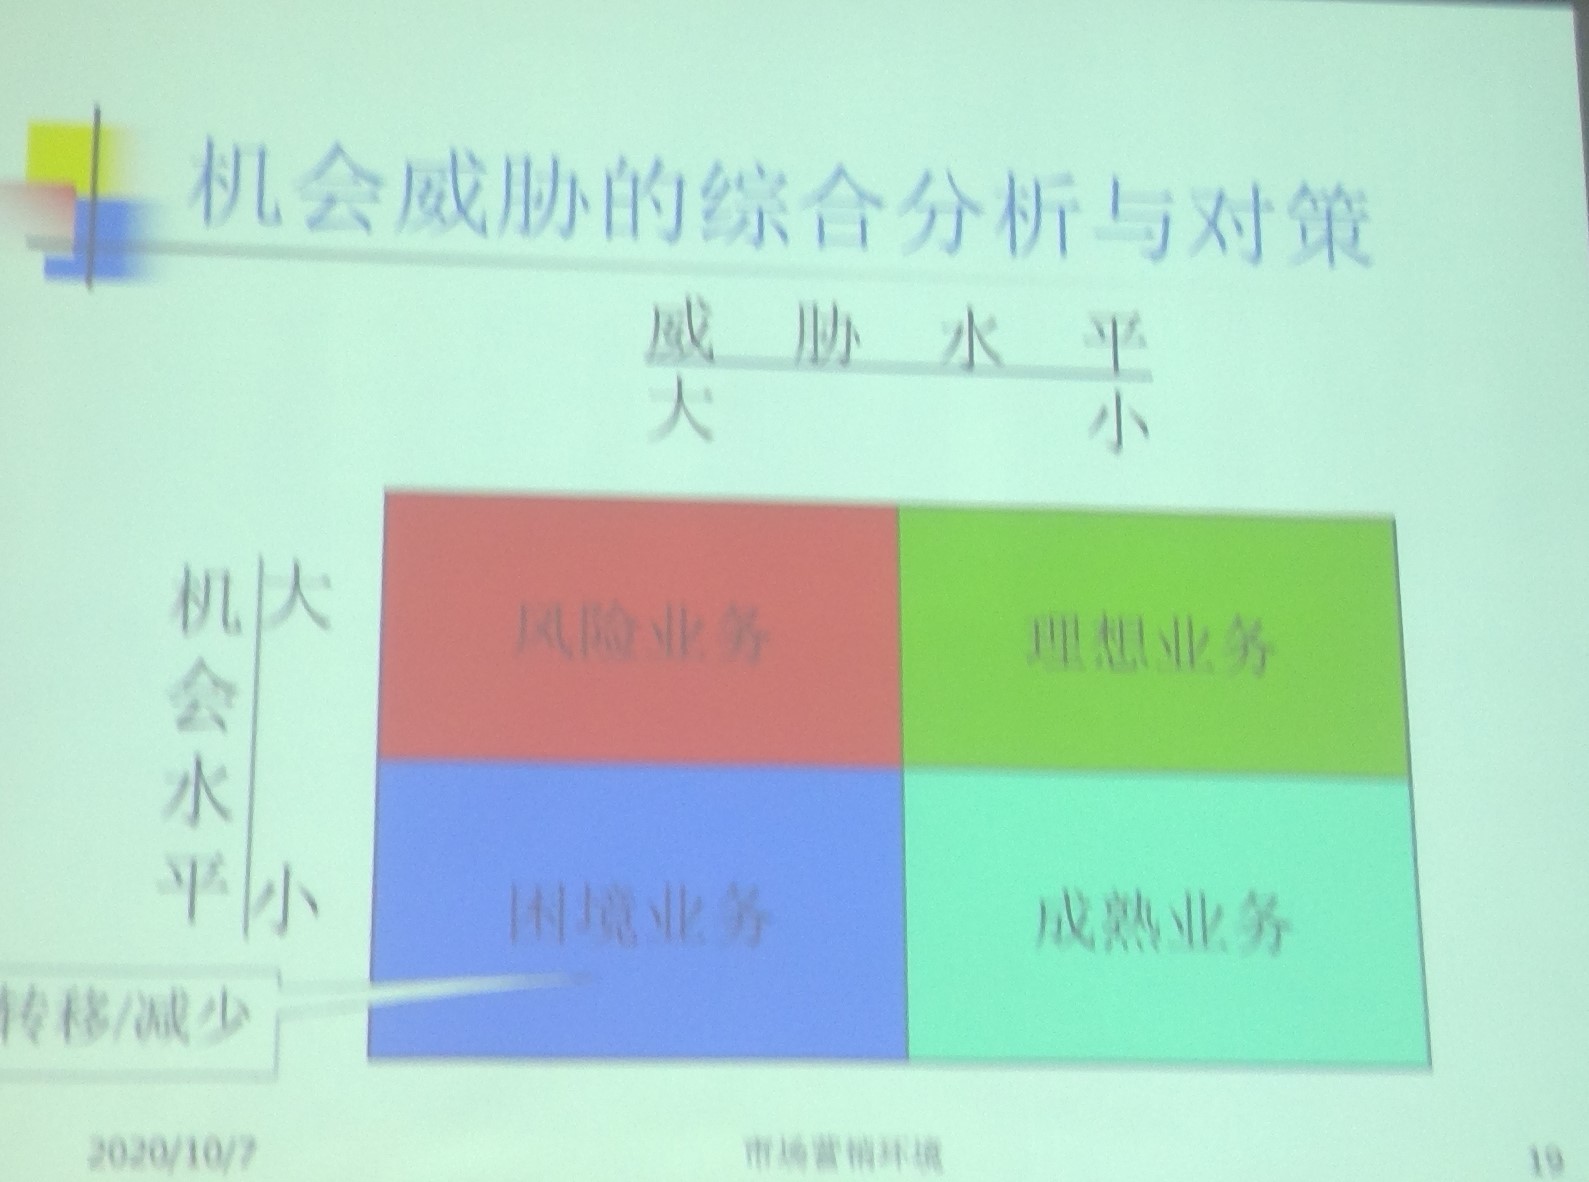 机会威胁的综合分析与对策
威胁水平
大 小
机会水平
大
小
风险业务 理想业务
困境业务 成熟业务
转移/减少
2020/10/7 市场营销环境 19